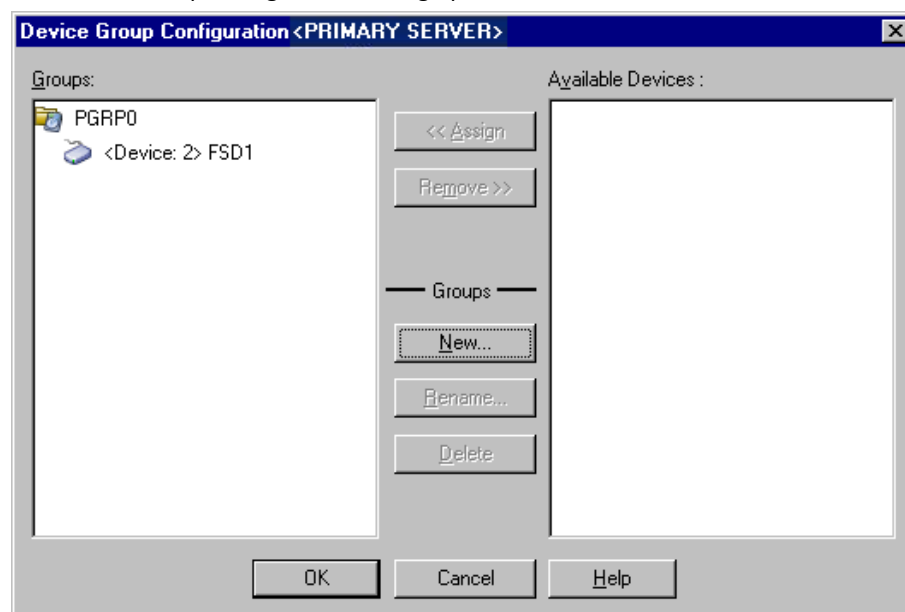 Device Group Configuration <PRIMARY SERVER>
Groups:
Available Devices :
PGRP0
<Device: 2> FSD1
<< Assign
Remove >>
Groups
New...
Rename...
Delete
OK
Cancel
Help